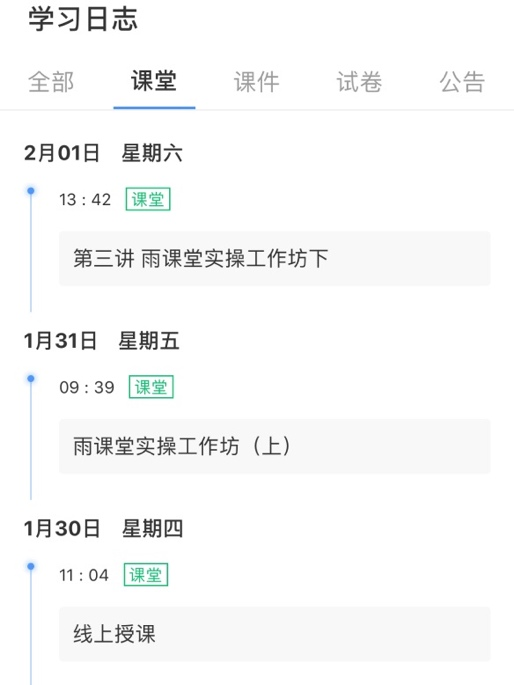 学习日志
全部 课堂 课件 试卷 公告
2月01日 星期六
13 : 42 课堂
第三讲 雨课堂实操工作坊下
1月31日 星期五
09 : 39 课堂
雨课堂实操工作坊（上）
1月30日 星期四
11 : 04 课堂
线上授课